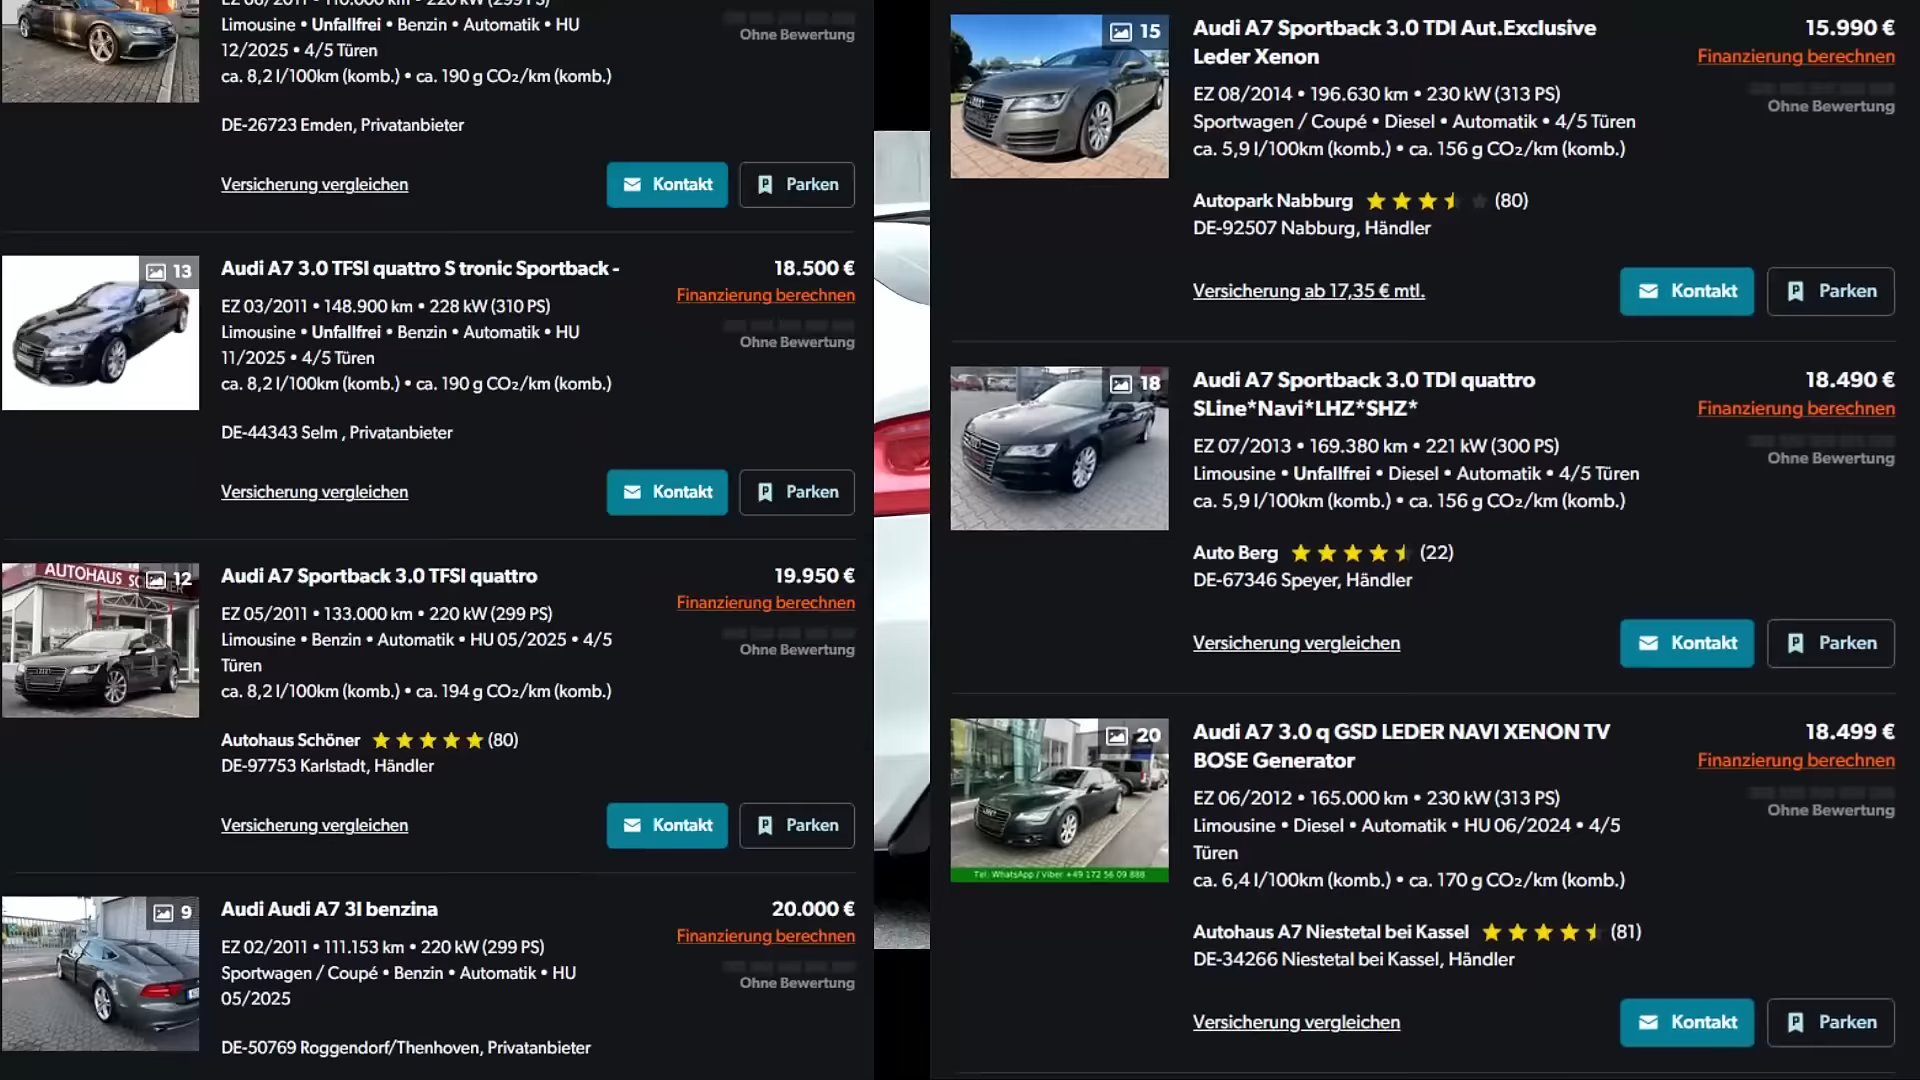 Limousine • Unfallfrei • Benzin • Automatik • HU
12/2025 • 4/5 Türen
ca. 8,2 l/100km (komb.) • ca. 190 g CO₂/km (komb.)
Ohne Bewertung
DE-26723 Emden, Privatanbieter
Versicherung vergleichen
Kontakt
Parken
13
Audi A7 3.0 TFSI quattro S tronic Sportback -
18.500 €
Finanzierung berechnen
EZ 03/2011 • 148.900 km • 228 kW (310 PS)
Limousine • Unfallfrei • Benzin • Automatik • HU
11/2025 • 4/5 Türen
ca. 8,2 l/100km (komb.) • ca. 190 g CO₂/km (komb.)
Ohne Bewertung
DE-44343 Selm , Privatanbieter
Versicherung vergleichen
Kontakt
Parken
AUTOHAUS SC
12
Audi A7 Sportback 3.0 TFSI quattro
19.950 €
Finanzierung berechnen
EZ 05/2011 • 133.000 km • 220 kW (299 PS)
Limousine • Benzin • Automatik • HU 05/2025 • 4/5
Türen
ca. 8,2 l/100km (komb.) • ca. 194 g CO₂/km (komb.)
Ohne Bewertung
Autohaus Schöner (80)
DE-97753 Karlstadt, Händler
Versicherung vergleichen
Kontakt
Parken
9
Audi Audi A7 3l benzina
20.000 €
Finanzierung berechnen
EZ 02/2011 • 111.153 km • 220 kW (299 PS)
Sportwagen / Coupé • Benzin • Automatik • HU
05/2025
Ohne Bewertung
DE-50769 Roggendorf/Thenhoven, Privatanbieter
15
Audi A7 Sportback 3.0 TDI Aut.Exclusive
Leder Xenon
15.990 €
Finanzierung berechnen
EZ 08/2014 • 196.630 km • 230 kW (313 PS)
Sportwagen / Coupé • Diesel • Automatik • 4/5 Türen
ca. 5,9 l/100km (komb.) • ca. 156 g CO₂/km (komb.)
Ohne Bewertung
Autopark Nabburg (80)
DE-92507 Nabburg, Händler
Versicherung ab 17,35 € mtl.
Kontakt
Parken
18
Audi A7 Sportback 3.0 TDI quattro
SLine*Navi*LHZ*SHZ*
18.490 €
Finanzierung berechnen
EZ 07/2013 • 169.380 km • 221 kW (300 PS)
Limousine • Unfallfrei • Diesel • Automatik • 4/5 Türen
ca. 5,9 l/100km (komb.) • ca. 156 g CO₂/km (komb.)
Ohne Bewertung
Auto Berg (22)
DE-67346 Speyer, Händler
Versicherung vergleichen
Kontakt
Parken
20
Tel: WhatsApp / Viber +49 172 56 09 888
Audi A7 3.0 q GSD LEDER NAVI XENON TV
BOSE Generator
18.499 €
Finanzierung berechnen
EZ 06/2012 • 165.000 km • 230 kW (313 PS)
Limousine • Diesel • Automatik • HU 06/2024 • 4/5
Türen
ca. 6,4 l/100km (komb.) • ca. 170 g CO₂/km (komb.)
Ohne Bewertung
Autohaus A7 Niestetal bei Kassel (81)
DE-34266 Niestetal bei Kassel, Händler
Versicherung vergleichen
Kontakt
Parken